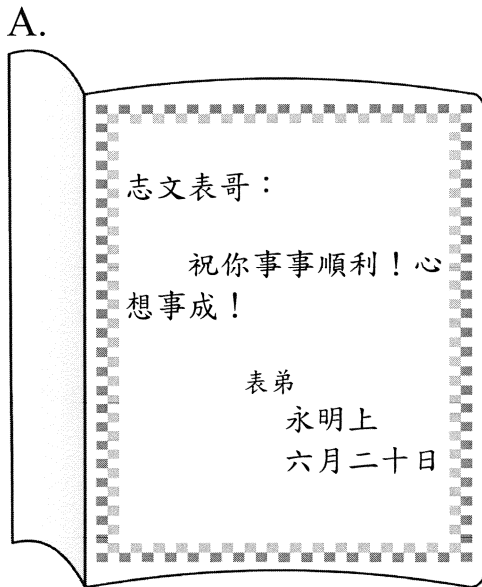 A.
志文表哥：
祝你事事順利！心
想事成！
表弟
永明上
六月二十日